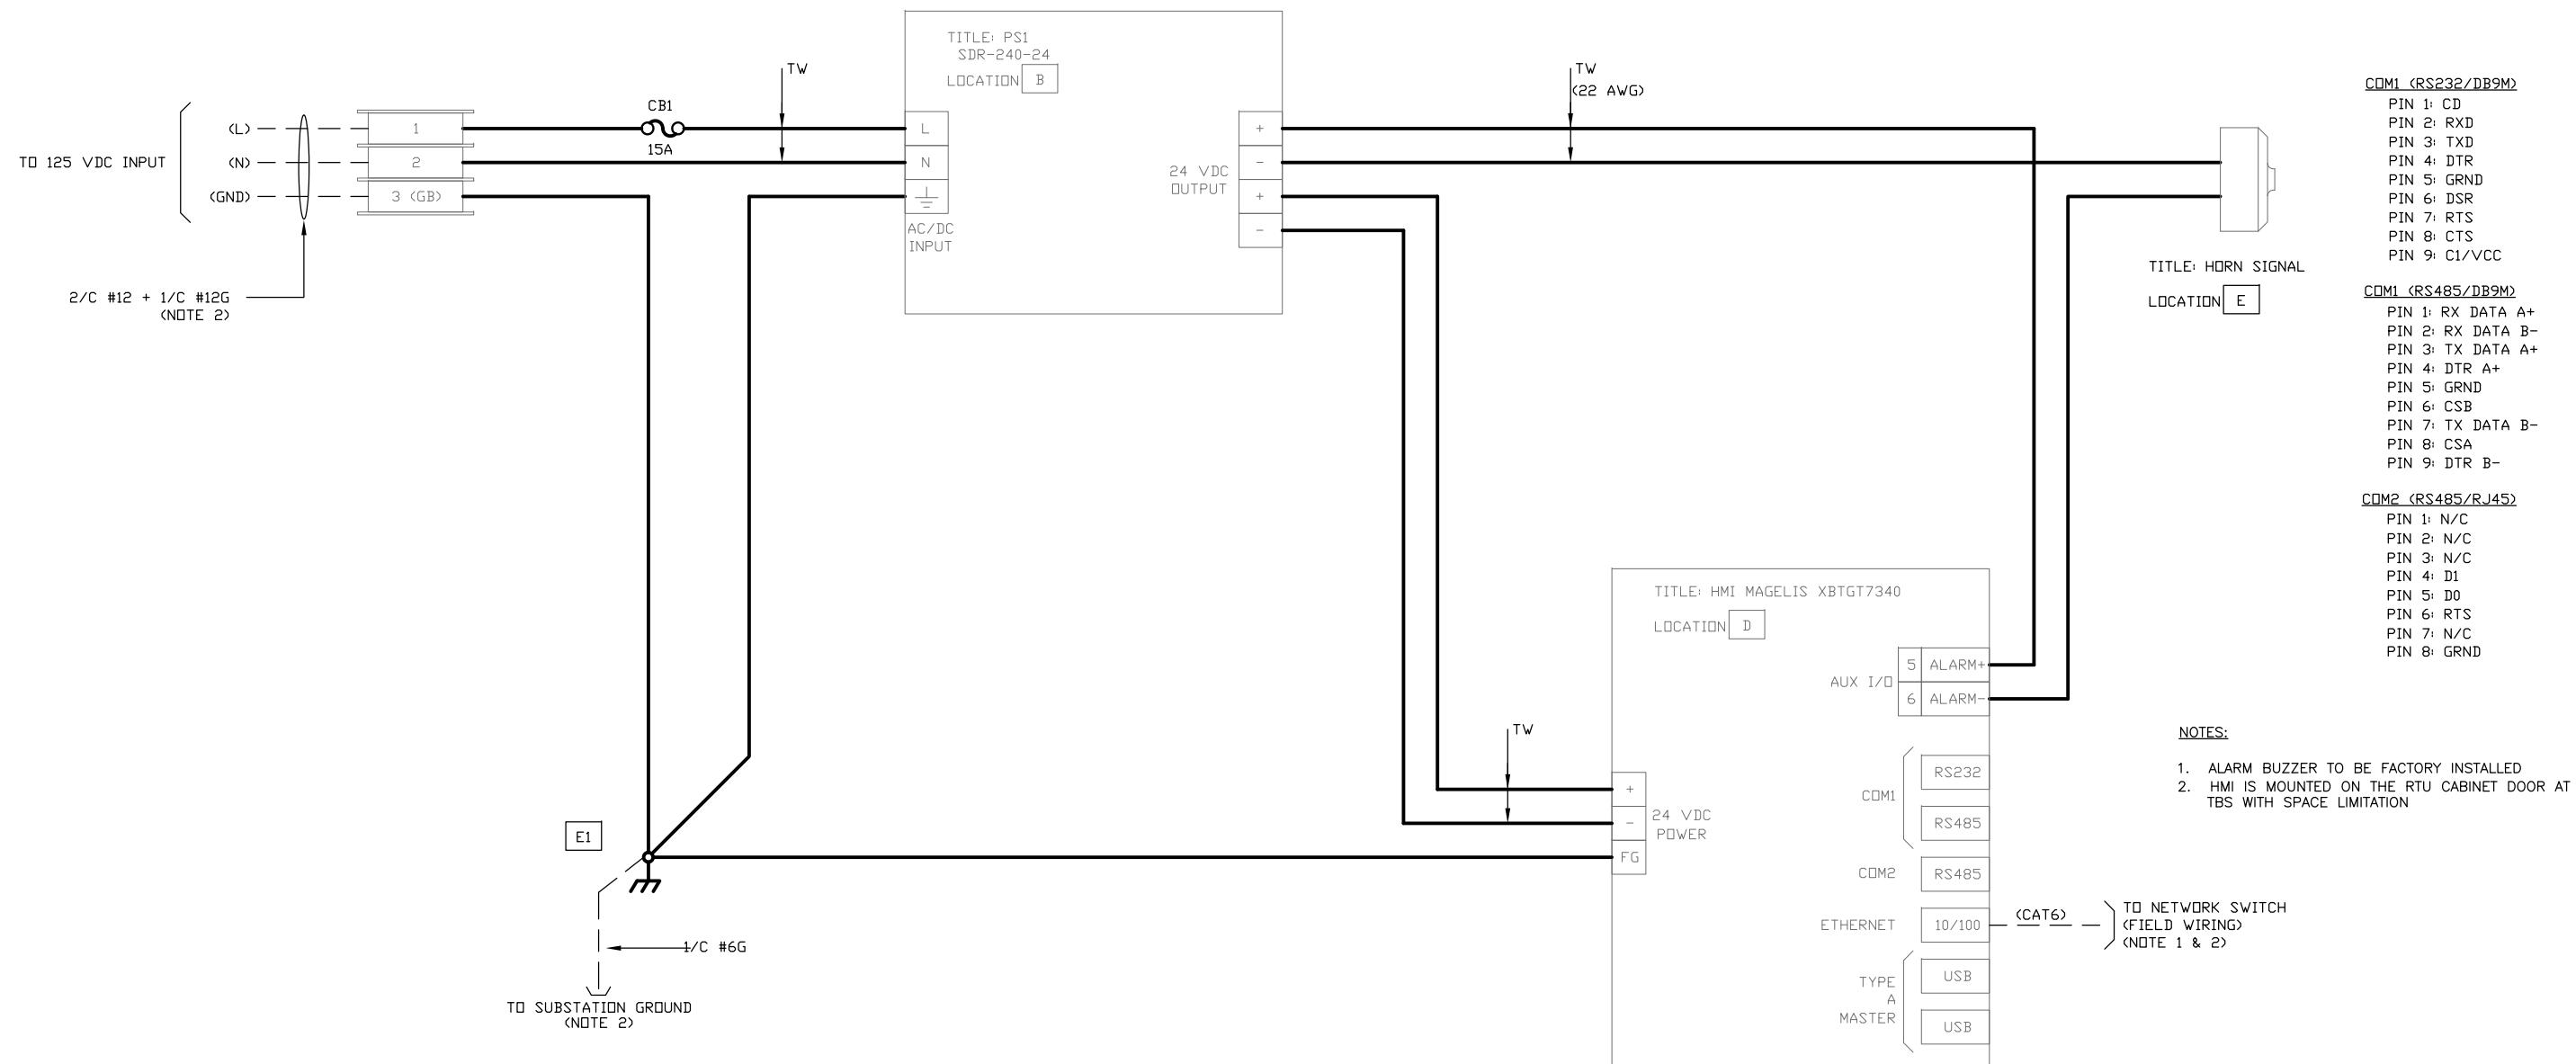 TO 125 VDC INPUT
(L)
(N)
(GND)
1
2
3 (GB)
2/C #12 + 1/C #12G
(NOTE 2)
CB1
15A
TW
TITLE: PS1
SDR-240-24
LOCATION B
L
N
AC/DC
INPUT
24 VDC
OUTPUT
+
-
+
-
TW
(22 AWG)
TITLE: HORN SIGNAL
LOCATION E
COM1 (RS232/DB9M)
PIN 1: CD
PIN 2: RXD
PIN 3: TXD
PIN 4: DTR
PIN 5: GRND
PIN 6: DSR
PIN 7: RTS
PIN 8: CTS
PIN 9: C1/VCC
COM1 (RS485/DB9M)
PIN 1: RX DATA A+
PIN 2: RX DATA B-
PIN 3: TX DATA A+
PIN 4: DTR A+
PIN 5: GRND
PIN 6: CSB
PIN 7: TX DATA B-
PIN 8: CSA
PIN 9: DTR B-
COM2 (RS485/RJ45)
PIN 1: N/C
PIN 2: N/C
PIN 3: N/C
PIN 4: D1
PIN 5: D0
PIN 6: RTS
PIN 7: N/C
PIN 8: GRND
TITLE: HMI MAGELIS XBTGT7340
LOCATION D
AUX I/O
5 ALARM+
6 ALARM-
TW
+
-
FG
24 VDC
POWER
COM1
RS232
RS485
COM2
RS485
ETHERNET
10/100
(CAT6)
TO NETWORK SWITCH
(FIELD WIRING)
(NOTE 1 & 2)
TYPE
A
MASTER
USB
USB
NOTES:
1. ALARM BUZZER TO BE FACTORY INSTALLED
2. HMI IS MOUNTED ON THE RTU CABINET DOOR AT
TBS WITH SPACE LIMITATION
E1
1/C #6G
TO SUBSTATION GROUND
(NOTE 2)